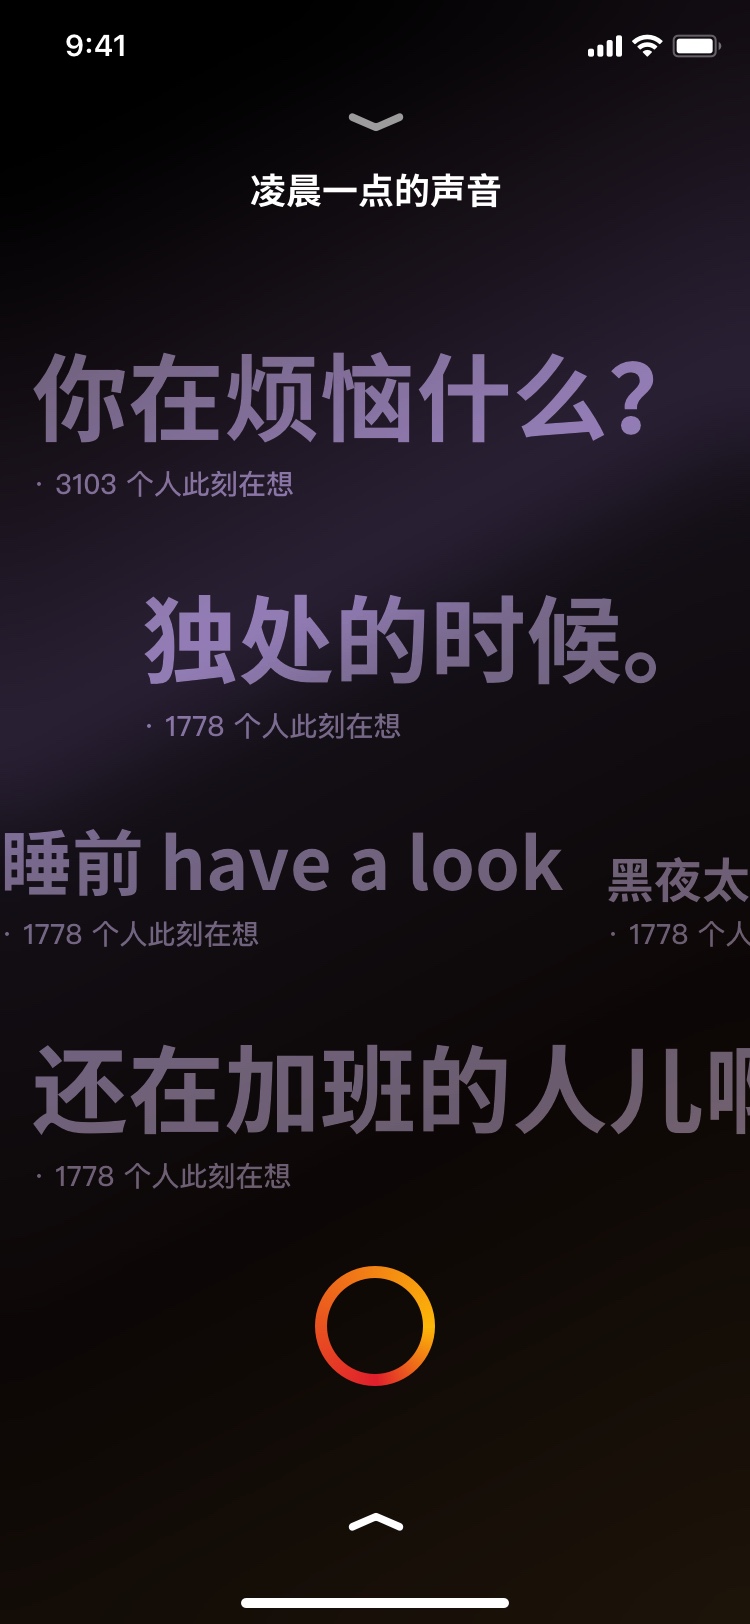 9:41
凌晨一点的声音
你在烦恼什么？
· 3103 个人此刻在想
独处的时候。
· 1778 个人此刻在想
睡前 have a look
黑夜太
· 1778 个人此刻在想
· 1778 个人
还在加班的人儿啊
· 1778 个人此刻在想